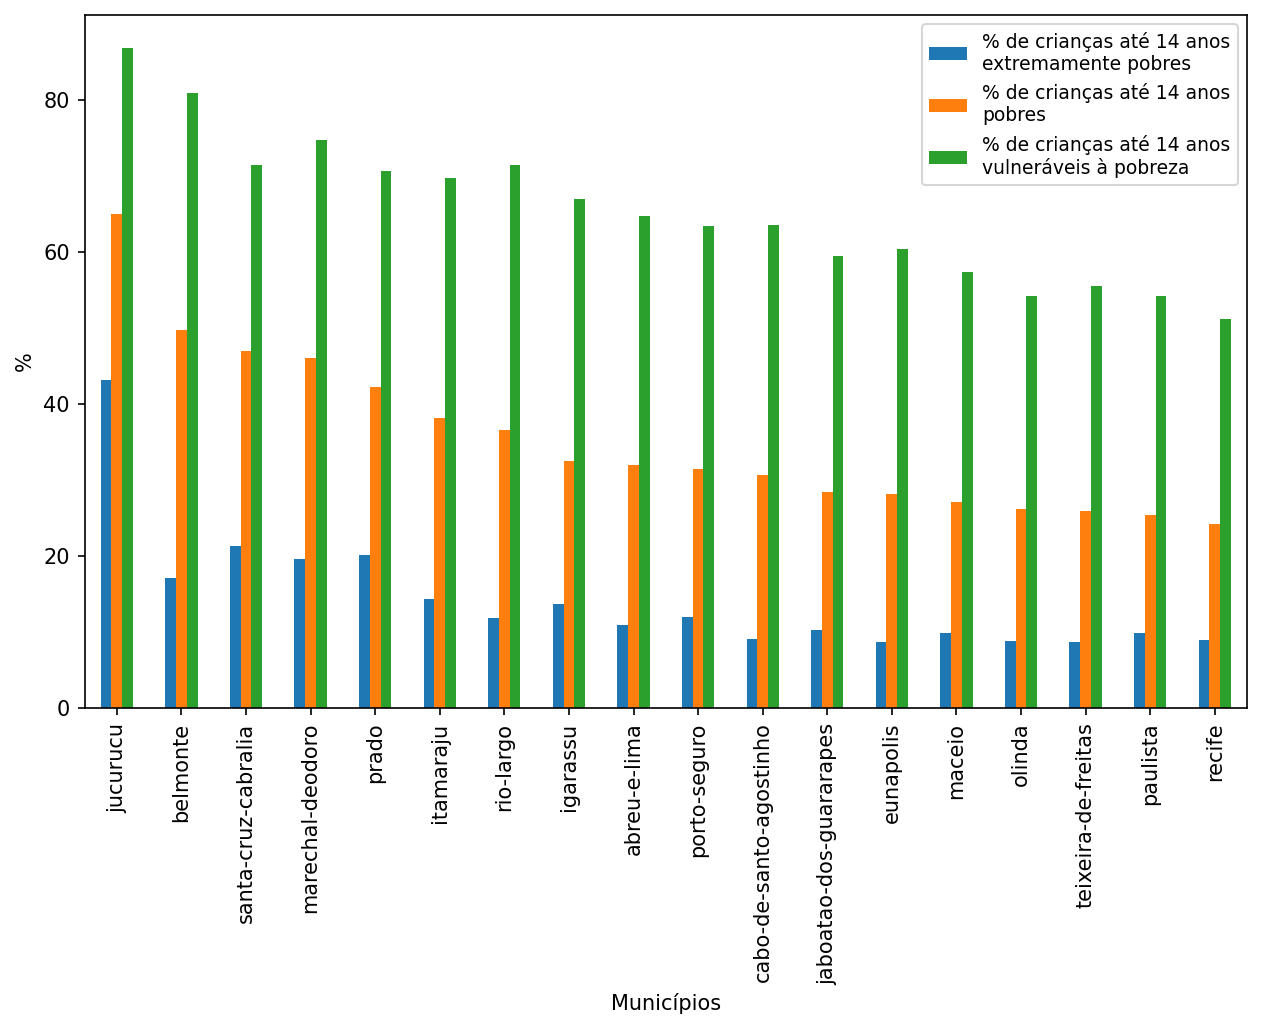 % de crianças até 14 anos
extremamente pobres
% de crianças até 14 anos
pobres
% de crianças até 14 anos
vulneráveis à pobreza
%
80
60
40
20
0
jucurucu
belmonte
santa-cruz-cabralia
marechal-deodoro
prado
itamaraju
rio-largo
igarassu
abreu-e-lima
porto-seguro
cabo-de-santo-agostinho
jaboatao-dos-guararapes
eunapolis
maceio
olinda
teixeira-de-freitas
paulista
recife
Municípios